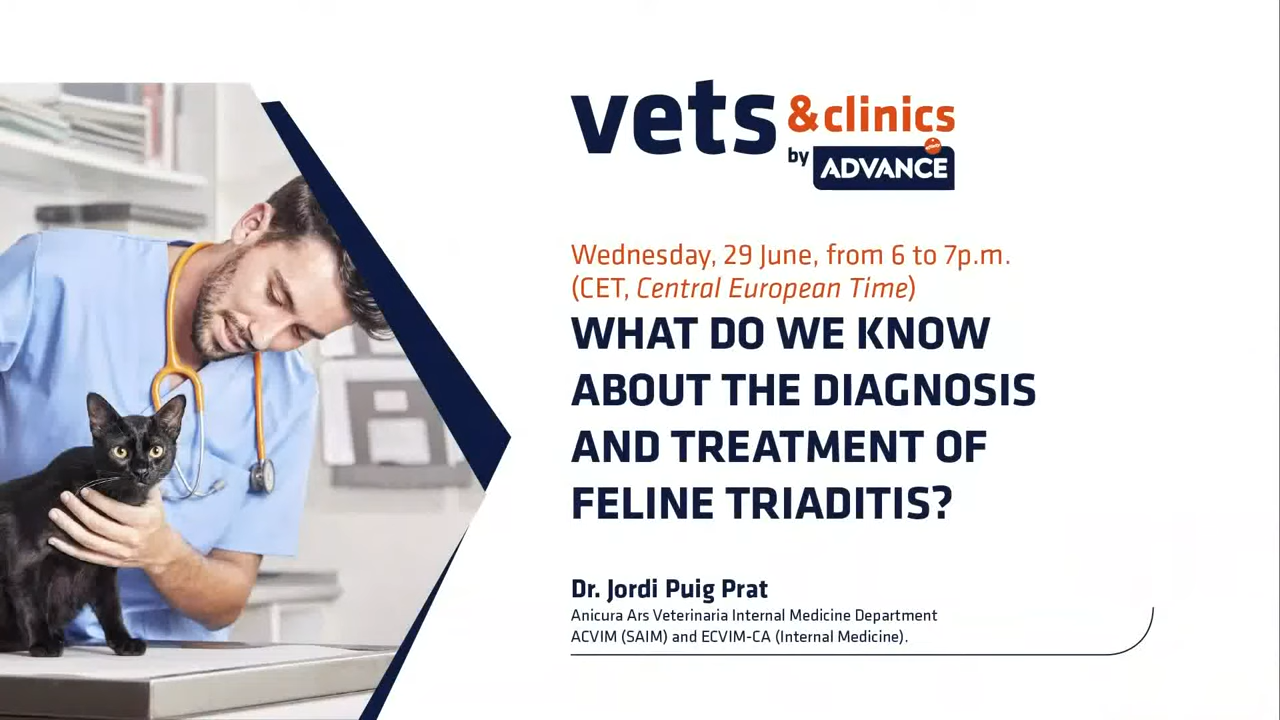 vets &clinics
by ADVANCE
Wednesday, 29 June, from 6 to 7p.m.
(CET, Central European Time)
WHAT DO WE KNOW
ABOUT THE DIAGNOSIS
AND TREATMENT OF
FELINE TRIADITIS?
Dr. Jordi Puig Prat
Anicura Ars Veterinaria Internal Medicine Department
ACVIM (SAIM) and ECVIM-CA (Internal Medicine).